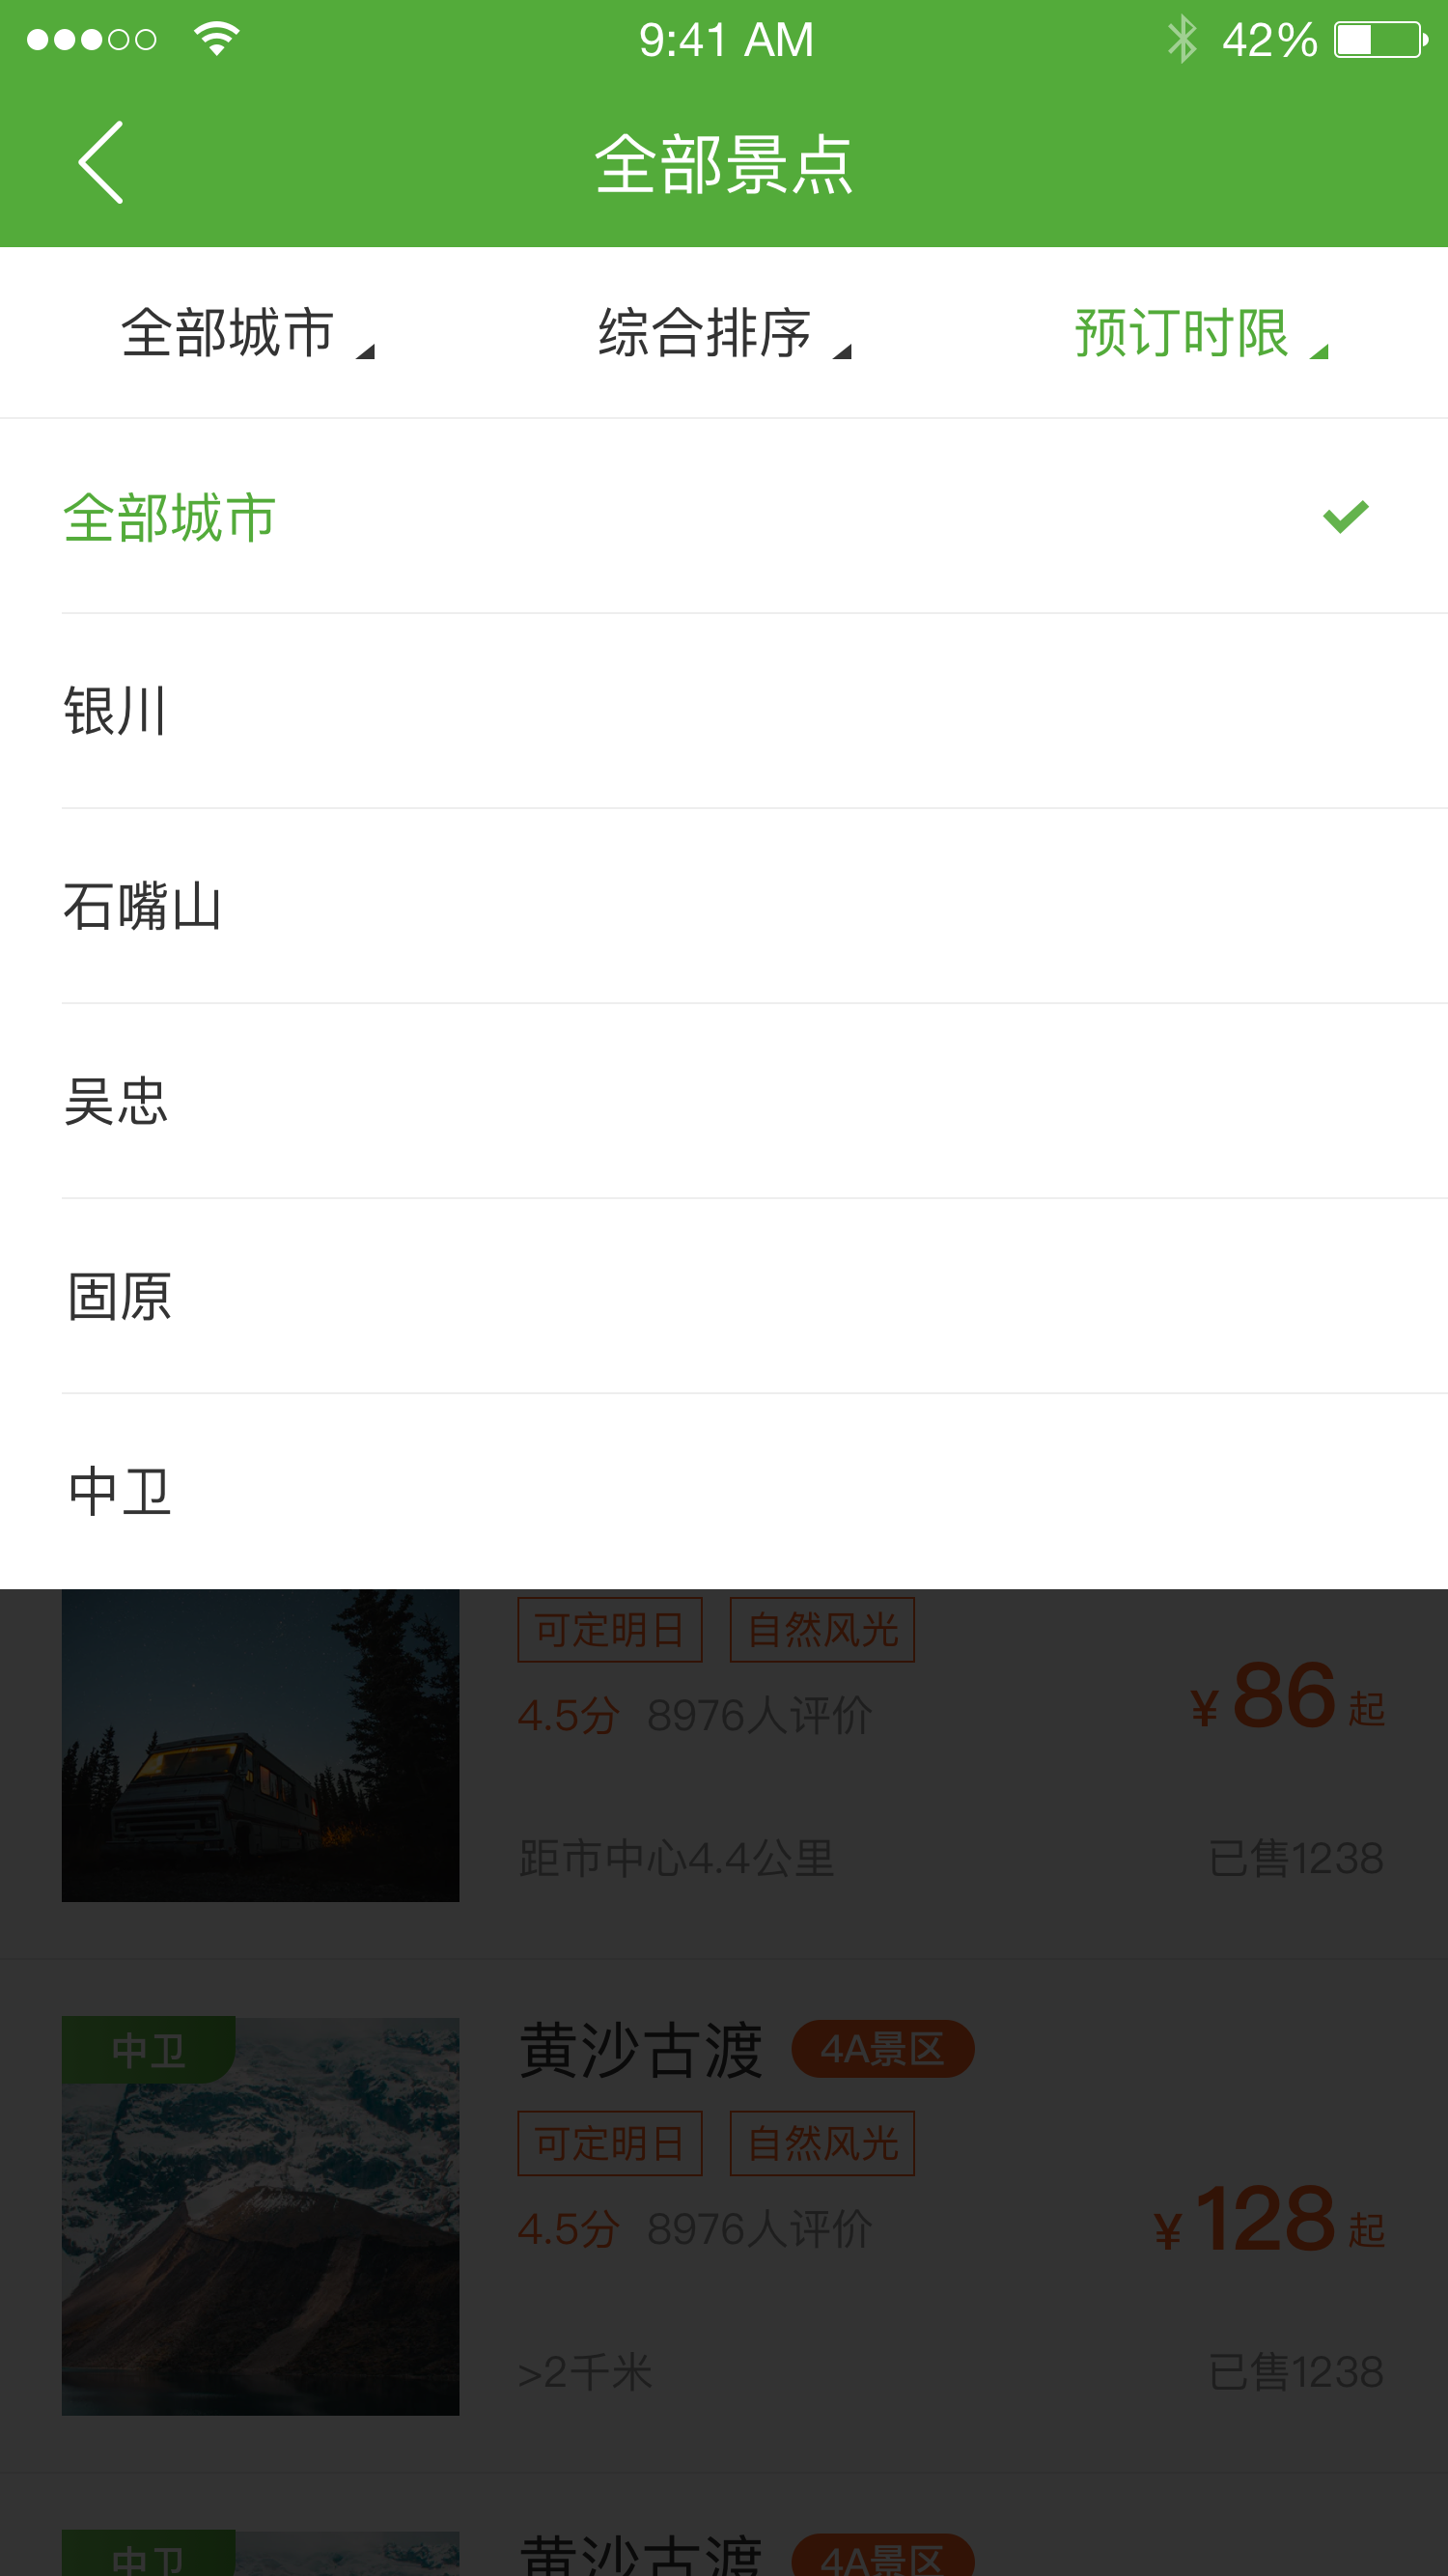 9:41 AM 42%
全部景点
全部城市 综合排序 预订时限
全部城市
银川
石嘴山
吴忠
固原
中卫
可定明日 自然风光
4.5分 8976人评价 ¥86起
距市中心4.4公里 已售1238
中卫 黄沙古渡 4A景区
可定明日 自然风光
4.5分 8976人评价 ¥128起
>2千米 已售1238
中卫 黄沙古渡 4A景区